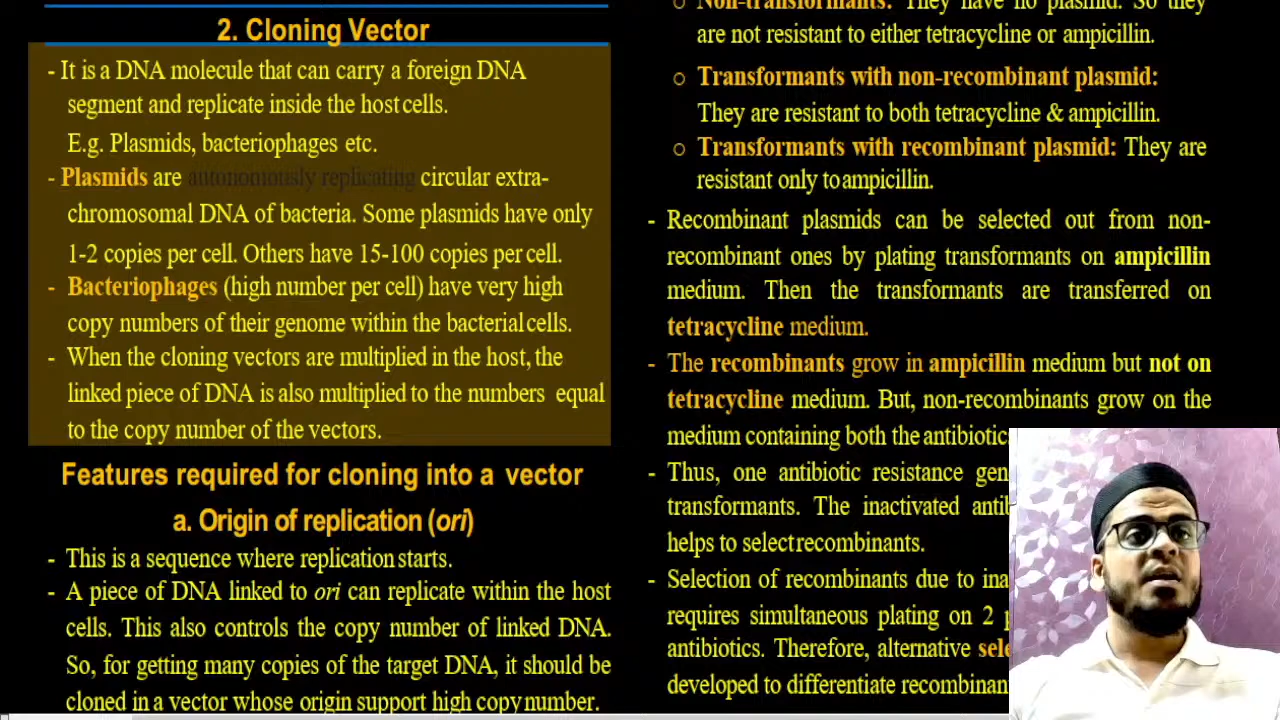 2. Cloning Vector
- It is a DNA molecule that can carry a foreign DNA
segment and replicate inside the host cells.
E.g. Plasmids, bacteriophages etc.
- Plasmids are autonomously replicating circular extra-
chromosomal DNA of bacteria. Some plasmids have only
1-2 copies per cell. Others have 15-100 copies per cell.
- Bacteriophages (high number per cell) have very high
copy numbers of their genome within the bacterial cells.
- When the cloning vectors are multiplied in the host, the
linked piece of DNA is also multiplied to the numbers equal
to the copy number of the vectors.
Features required for cloning into a vector
a. Origin of replication (ori)
- This is a sequence where replication starts.
- A piece of DNA linked to ori can replicate within the host
cells. This also controls the copy number of linked DNA.
So, for getting many copies of the target DNA, it should be
cloned in a vector whose origin support high copy number.
o Non-transformants: They have no plasmid. So they
are not resistant to either tetracycline or ampicillin.
o Transformants with non-recombinant plasmid:
They are resistant to both tetracycline & ampicillin.
o Transformants with recombinant plasmid: They are
resistant only to ampicillin.
- Recombinant plasmids can be selected out from non-
recombinant ones by plating transformants on ampicillin
medium. Then the transformants are transferred on
tetracycline medium.
- The recombinants grow in ampicillin medium but not on
tetracycline medium. But, non-recombinants grow on the
medium containing both the antibiotics
- Thus, one antibiotic resistance gen
transformants. The inactivated antib
helps to select recombinants.
- Selection of recombinants due to ina
requires simultaneous plating on 2 p
antibiotics. Therefore, alternative sele
developed to differentiate recombinan